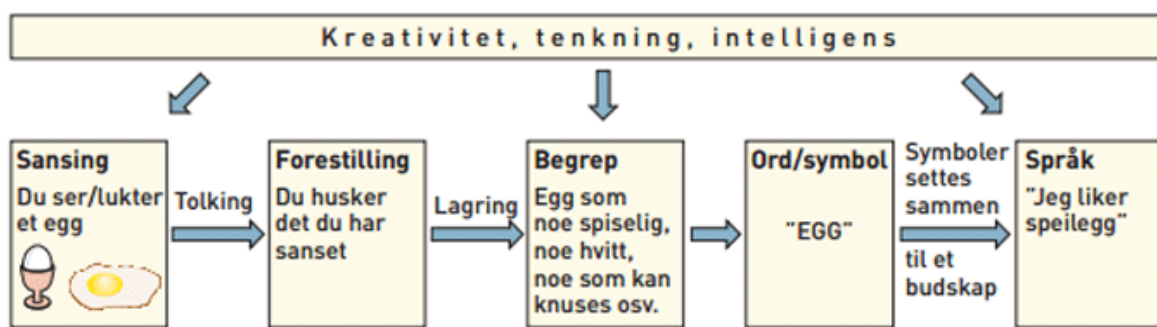 Kreativitet, tenkning, intelligens
Sansing
Du ser/lukter
et egg
Tolking
Forestilling
Du husker
det du har
sanset
Lagring
Begrep
Egg som
noe spiselig,
noe hvitt,
noe som kan
knuses osv.
Ord/symbol
"EGG"
Symboler
settes
sammen
til et
budskap
Språk
"Jeg liker
speilegg"